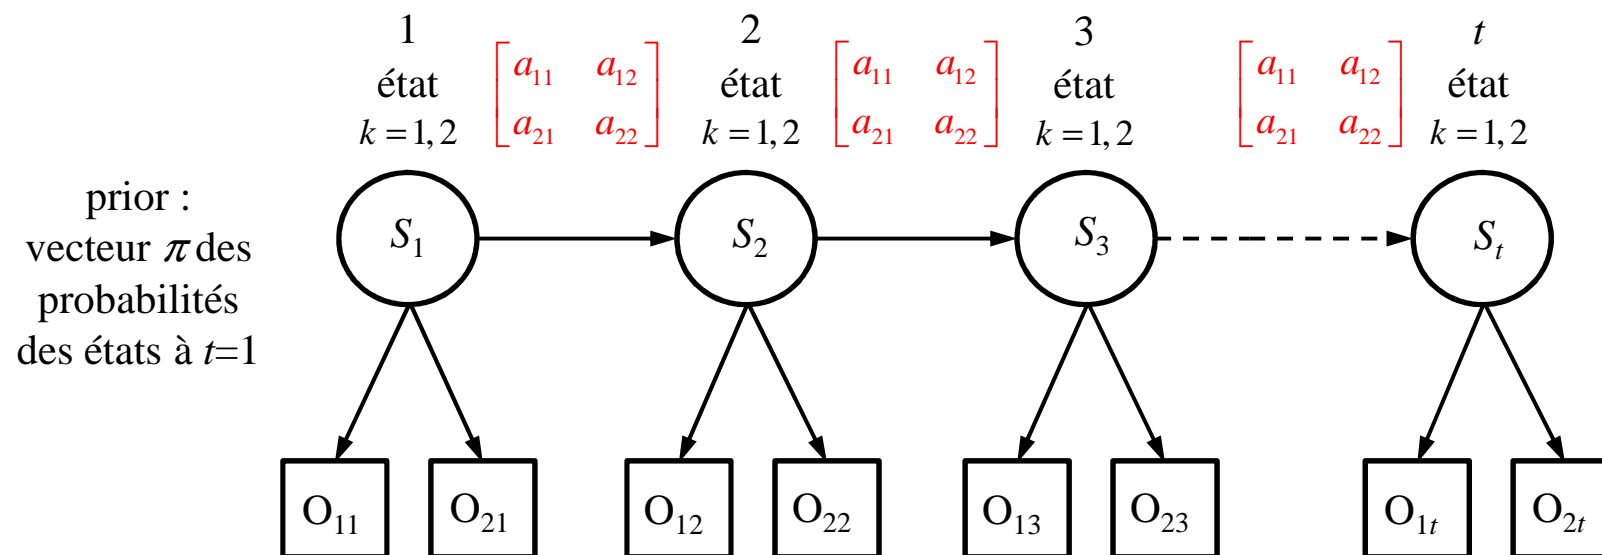 1
état
k = 1, 2
a₁₁ a₁₂
a₂₁ a₂₂
2
état
k = 1, 2
a₁₁ a₁₂
a₂₁ a₂₂
3
état
k = 1, 2
a₁₁ a₁₂
a₂₁ a₂₂
t
état
k = 1, 2
prior :
vecteur π des
probabilités
des états à t=1
S₁
S₂
S₃
Sₜ
O₁₁
O₂₁
O₁₂
O₂₂
O₁₃
O₂₃
O₁ₜ
O₂ₜ